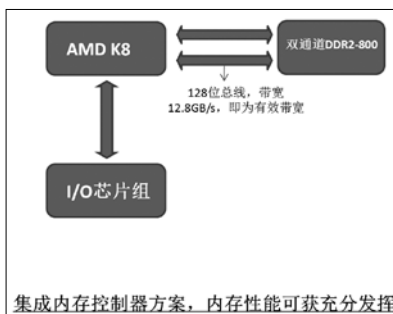 AMD K8
双通道DDR2-800
128位总线，带宽
12.8GB/s，即为有效带宽
I/O芯片组
集成内存控制器方案，内存性能可获充分发挥